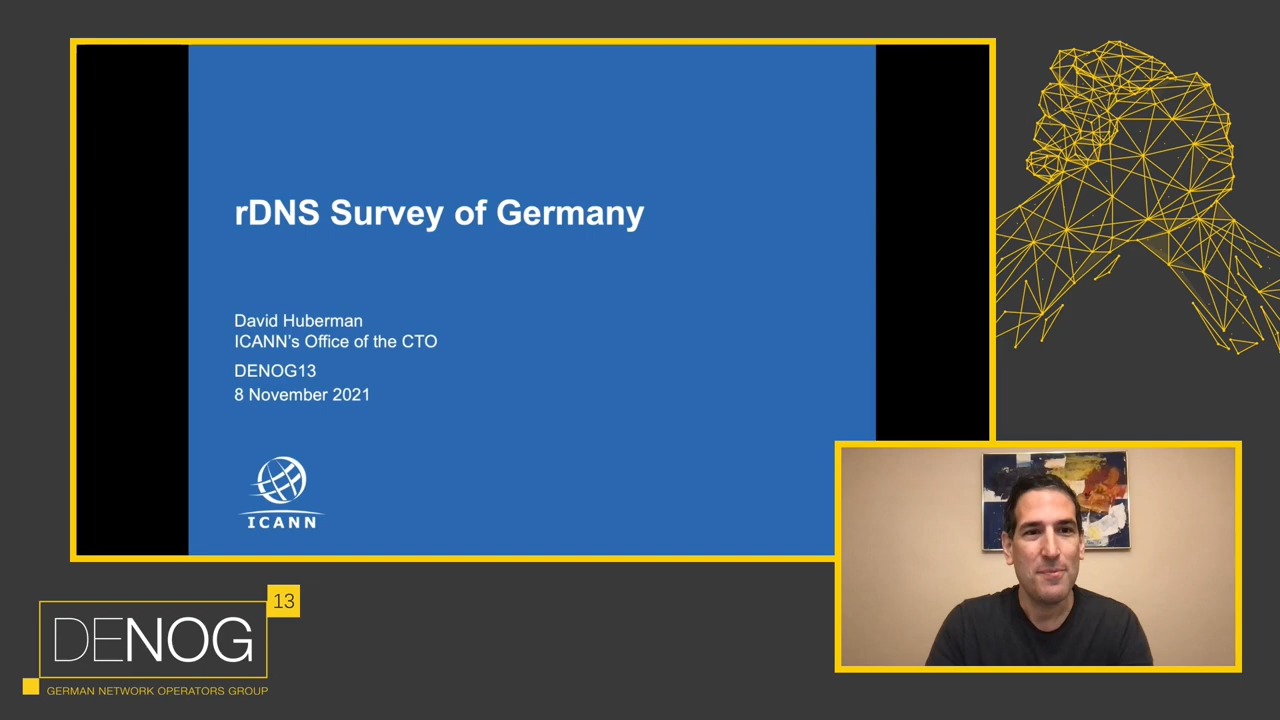 rDNS Survey of Germany
David Huberman
ICANN's Office of the CTO
DENOG13
8 November 2021
ICANN
13
DENOG
GERMAN NETWORK OPERATORS GROUP